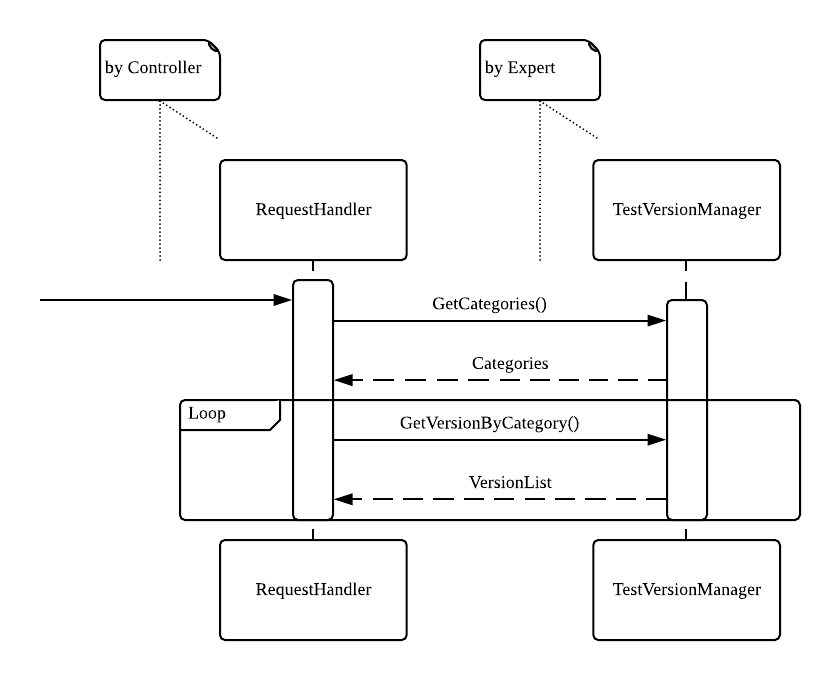 by Controller
by Expert
RequestHandler
TestVersionManager
GetCategories()
Categories
Loop
GetVersionByCategory()
VersionList
RequestHandler
TestVersionManager